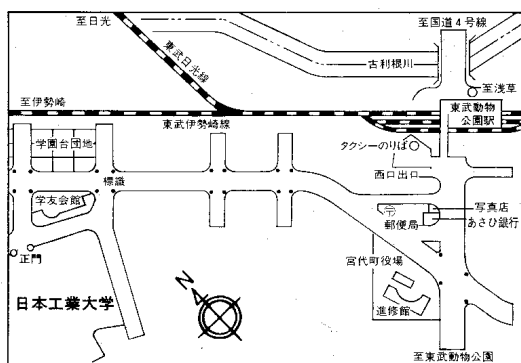 至日光
至国道4号線
東武日光線
古利根川
至浅草
至伊勢崎
東武動物
公園駅
東武伊勢崎線
学園台団地
タクシーのりば
標識
西口出口
学友会館
写真店
あさひ銀行
郵便局
正門
宮代町役場
日本工業大学
進修館
N
至東武動物公園